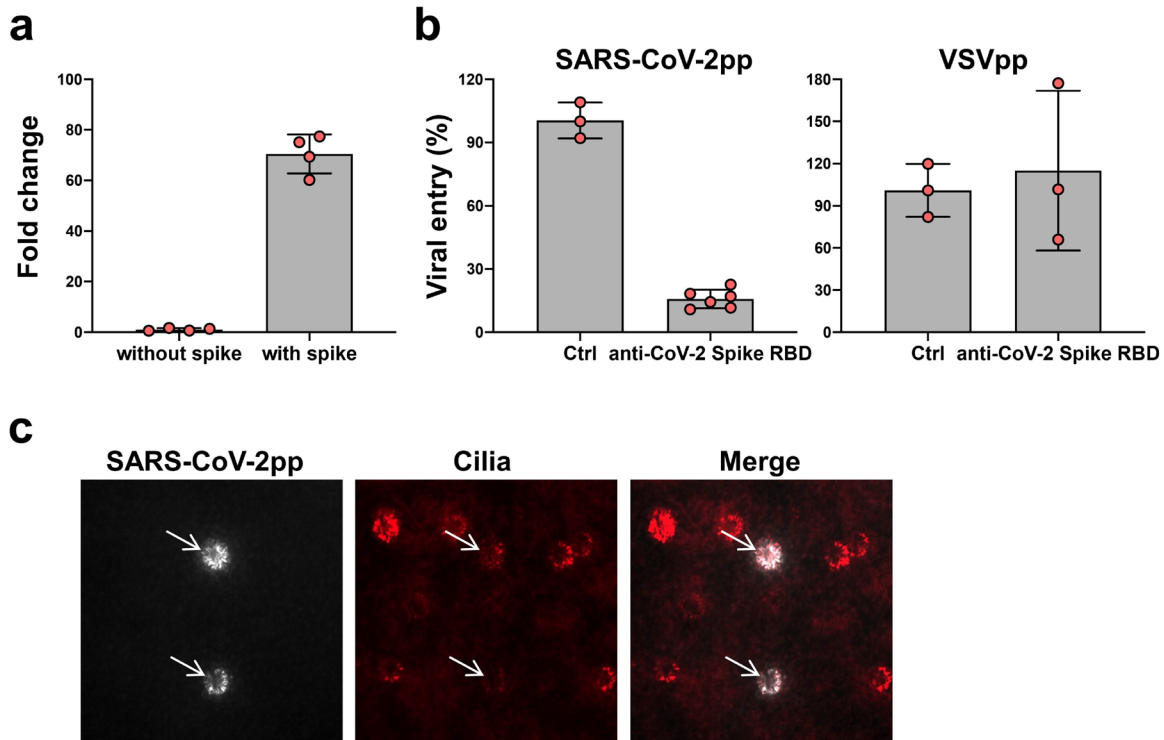 a
Fold change
100
80
60
40
20
0
without spike
with spike
b
SARS-CoV-2pp
Viral entry (%)
120
90
60
30
0
Ctrl
anti-CoV-2 Spike RBD
VSVpp
180
150
120
90
60
30
0
Ctrl
anti-CoV-2 Spike RBD
c
SARS-CoV-2pp
Cilia
Merge